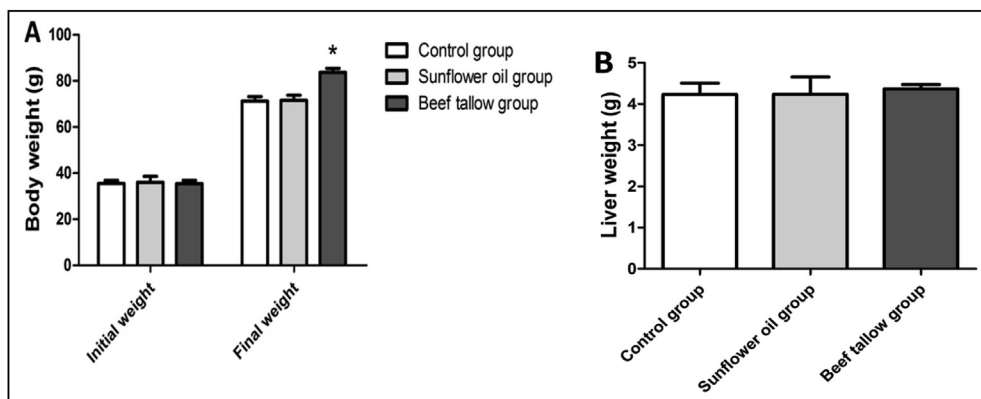 A
Body weight (g)
100
80
60
40
20
0
*
Initial weight
Final weight
Control group
Sunflower oil group
Beef tallow group
B
Liver weight (g)
5
4
3
2
1
0
Control group
Sunflower oil group
Beef tallow group